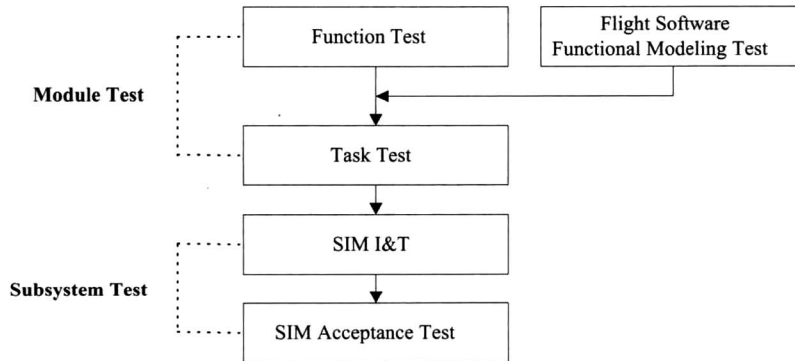 Function Test
Flight Software
Functional Modeling Test
Module Test
Task Test
SIM I&T
Subsystem Test
SIM Acceptance Test